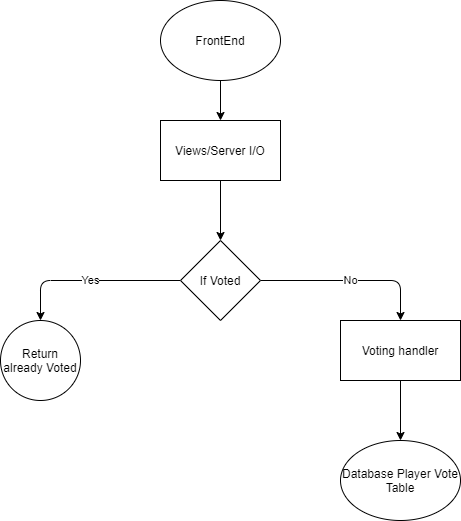 FrontEnd
Views/Server I/O
If Voted
Yes
No
Return
already Voted
Voting handler
Database Player Vote
Table